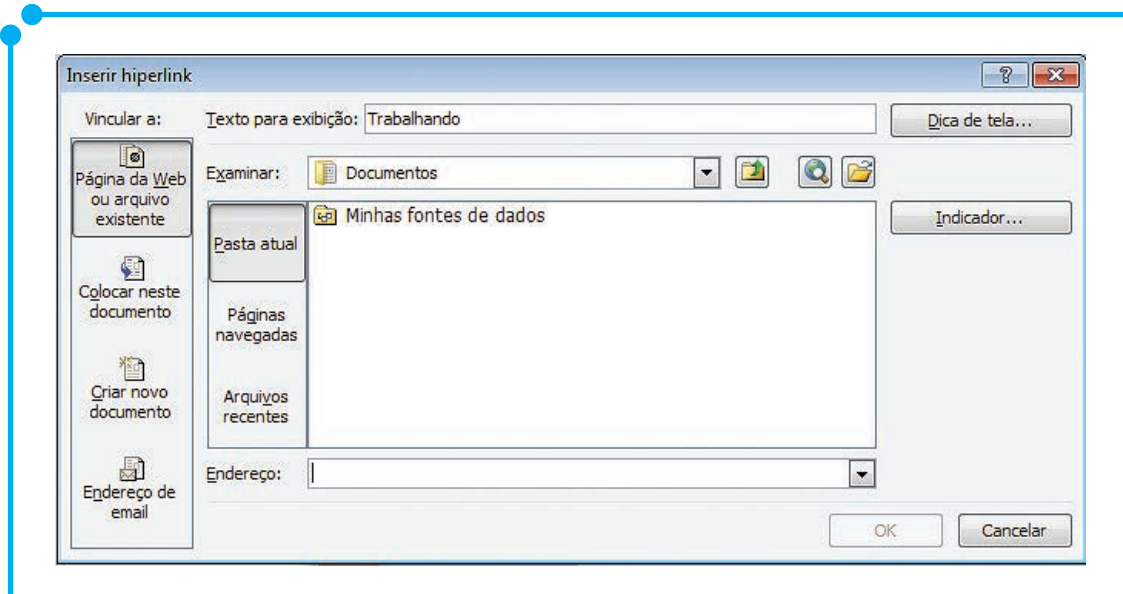 Inserir hiperlink
Vincular a:
Texto para exibição: Trabalhando
Dica de tela...
Página da Web
ou arquivo
existente
Examinar: Documentos
Minhas fontes de dados
Indicador...
Pasta atual
Colocar neste
documento
Páginas
navegadas
Criar novo
documento
Arquivos
recentes
Endereço de
email
Endereço:
OK
Cancelar